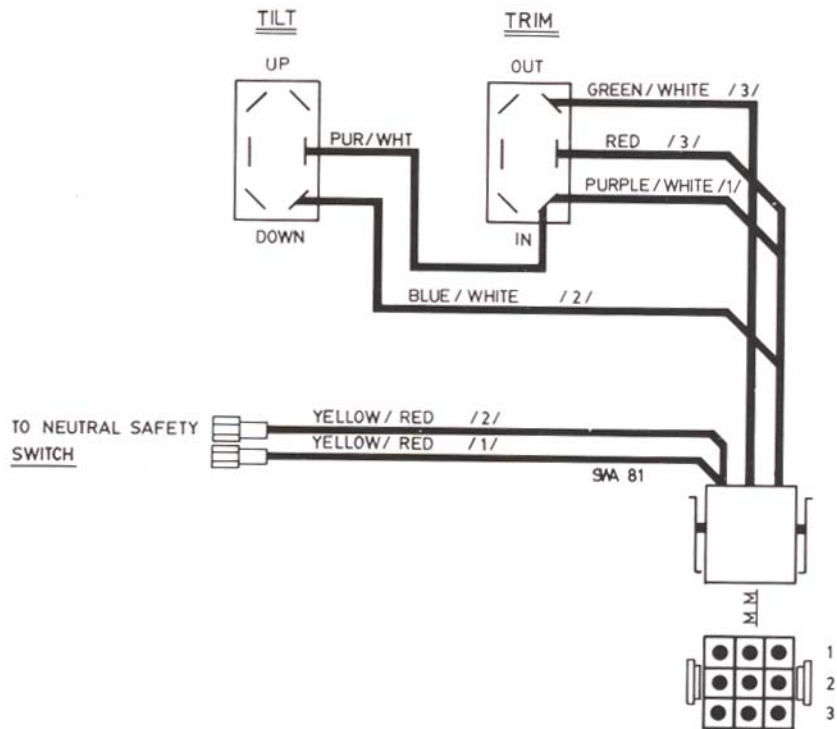 TILT
TRIM
UP
OUT
GREEN/WHITE /3/
PUR/WHT
RED /3/
PURPLE/WHITE/1/
DOWN
IN
BLUE/WHITE /2/
TO NEUTRAL SAFETY
SWITCH
YELLOW/RED /2/
YELLOW/RED /1/
SWA 81
M M
1
2
3